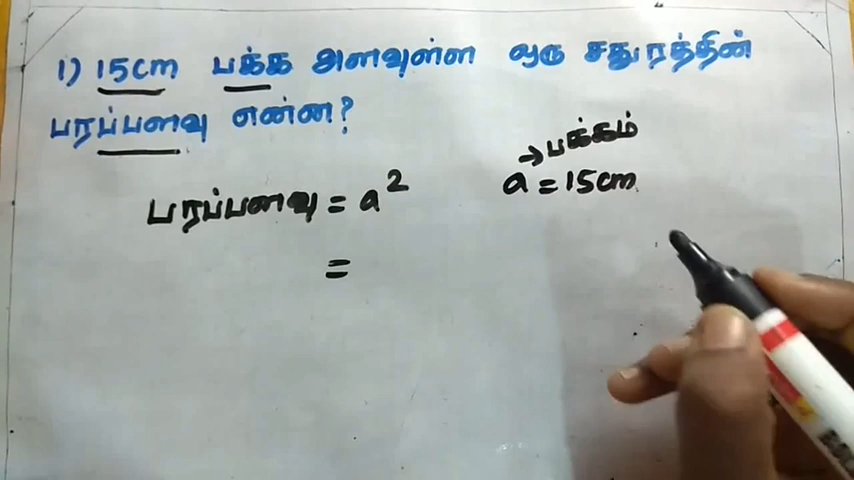 1) 15cm பக்க அளவுள்ள ஒரு சதுரத்தின்
பரப்பளவு என்ன?
→ பக்கம்
பரப்பளவு = a² a = 15cm
=